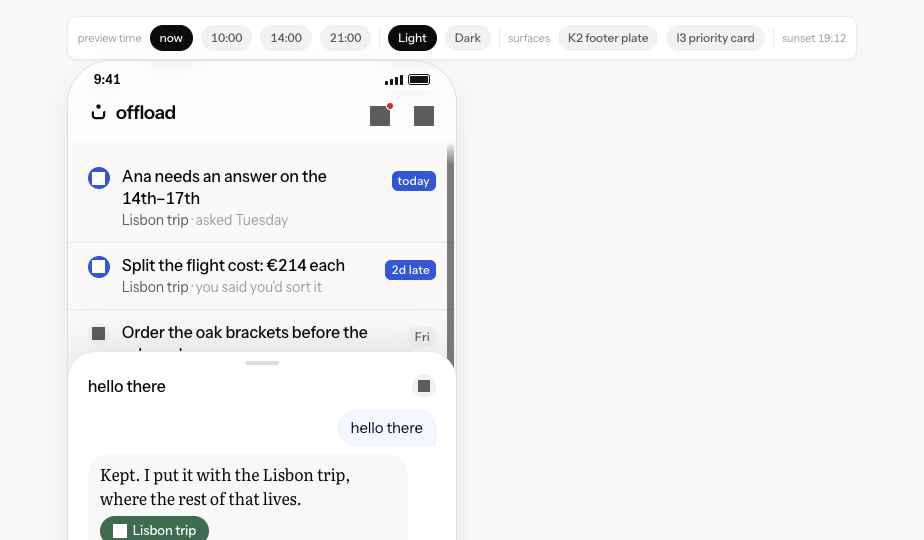 preview time now 10:00 14:00 21:00 Light Dark surfaces K2 footer plate I3 priority card sunset 19:12
9:41
offload
Ana needs an answer on the
14th–17th
today
Lisbon trip · asked Tuesday
Split the flight cost: €214 each
2d late
Lisbon trip · you said you'd sort it
Order the oak brackets before the
Fri
hello there
hello there
Kept. I put it with the Lisbon trip,
where the rest of that lives.
Lisbon trip